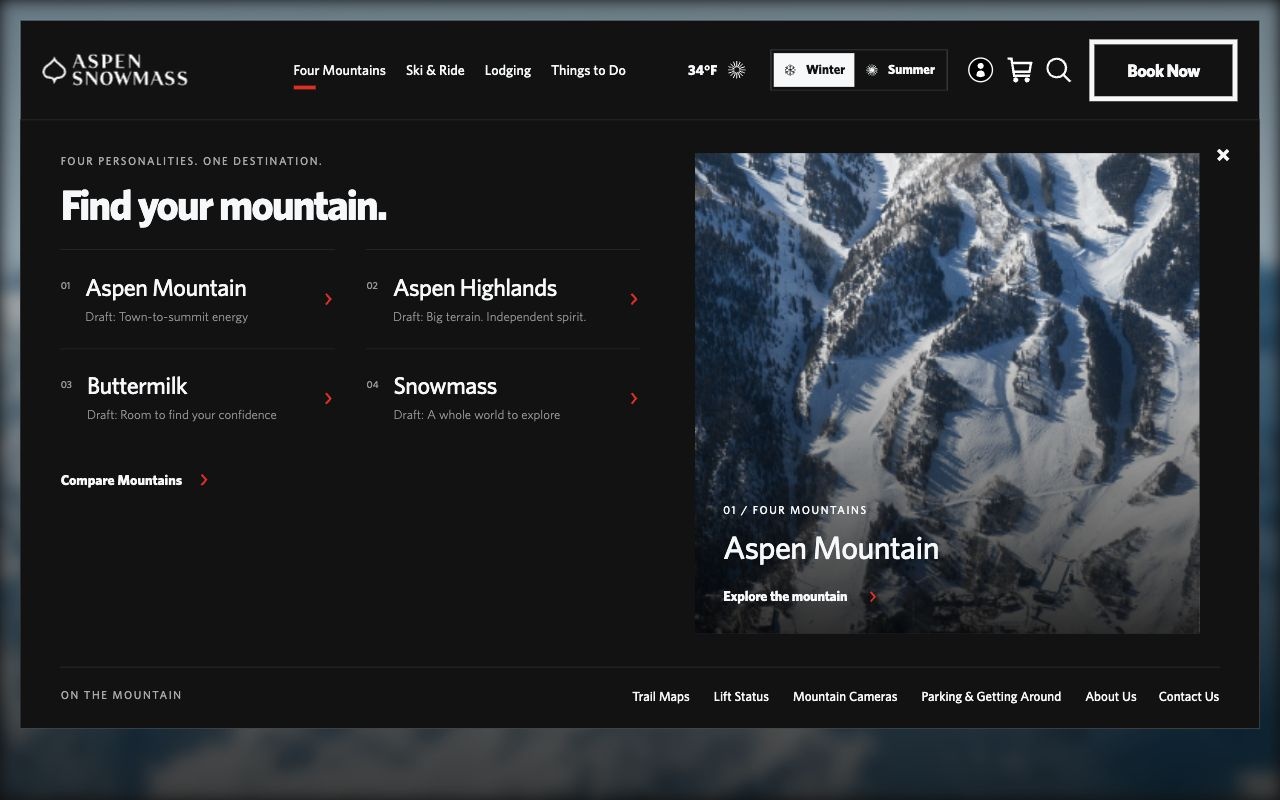 ASPEN
SNOWMASS
Four Mountains
Ski & Ride
Lodging
Things to Do
34°F
Winter
Summer
Book Now
FOUR PERSONALITIES. ONE DESTINATION.
Find your mountain.
01
Aspen Mountain
Draft: Town-to-summit energy
02
Aspen Highlands
Draft: Big terrain. Independent spirit.
03
Buttermilk
Draft: Room to find your confidence
04
Snowmass
Draft: A whole world to explore
Compare Mountains
01 / FOUR MOUNTAINS
Aspen Mountain
Explore the mountain
ON THE MOUNTAIN
Trail Maps
Lift Status
Mountain Cameras
Parking & Getting Around
About Us
Contact Us